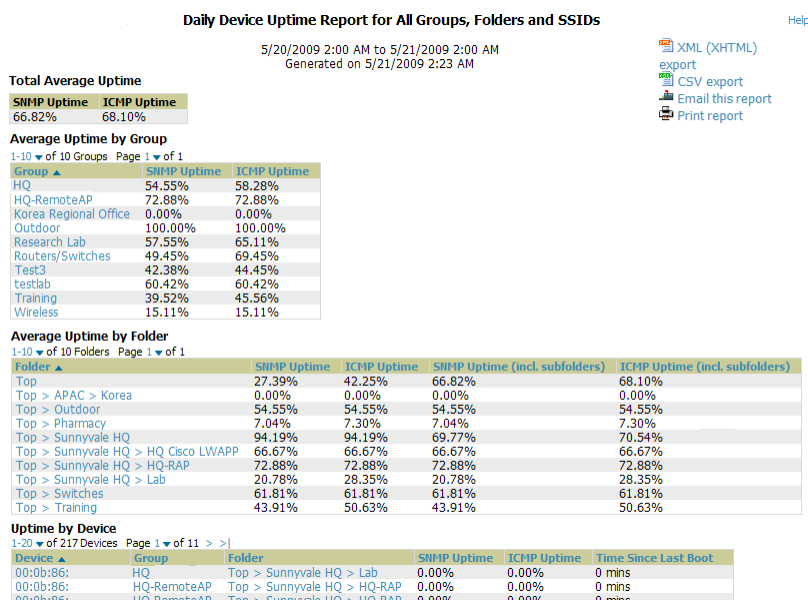 Daily Device Uptime Report for All Groups, Folders and SSIDs
Help
5/20/2009 2:00 AM to 5/21/2009 2:00 AM
Generated on 5/21/2009 2:23 AM
XML (XHTML) export
CSV export
Email this report
Print report
Total Average Uptime
SNMP Uptime ICMP Uptime
66.82% 68.10%
Average Uptime by Group
1-10 of 10 Groups Page 1 of 1
Group SNMP Uptime ICMP Uptime
HQ 54.55% 58.28%
HQ-RemoteAP 72.88% 72.88%
Korea Regional Office 0.00% 0.00%
Outdoor 100.00% 100.00%
Research Lab 57.55% 65.11%
Routers/Switches 49.45% 69.45%
Test3 42.38% 44.45%
testlab 60.42% 60.42%
Training 39.52% 45.56%
Wireless 15.11% 15.11%
Average Uptime by Folder
1-10 of 10 Folders Page 1 of 1
Folder SNMP Uptime ICMP Uptime SNMP Uptime (incl. subfolders) ICMP Uptime (incl. subfolders)
Top 27.39% 42.25% 66.82% 68.10%
Top > APAC > Korea 0.00% 0.00% 0.00% 0.00%
Top > Outdoor 54.55% 54.55% 54.55% 54.55%
Top > Pharmacy 7.04% 7.30% 7.04% 7.30%
Top > Sunnyvale HQ 94.19% 94.19% 69.77% 70.54%
Top > Sunnyvale HQ > HQ Cisco LWAPP 66.67% 66.67% 66.67% 66.67%
Top > Sunnyvale HQ > HQ-RAP 72.88% 72.88% 72.88% 72.88%
Top > Sunnyvale HQ > Lab 20.78% 28.35% 20.78% 28.35%
Top > Switches 61.81% 61.81% 61.81% 61.81%
Top > Training 43.91% 50.63% 43.91% 50.63%
Uptime by Device
1-20 of 217 Devices Page 1 of 11 > >|
Device Group Folder SNMP Uptime ICMP Uptime Time Since Last Boot
00:0b:86: HQ Top > Sunnyvale HQ > Lab 0.00% 0.00% 0 mins
00:0b:86: HQ-RemoteAP Top > Sunnyvale HQ > HQ-RAP 0.00% 0.00% 0 mins